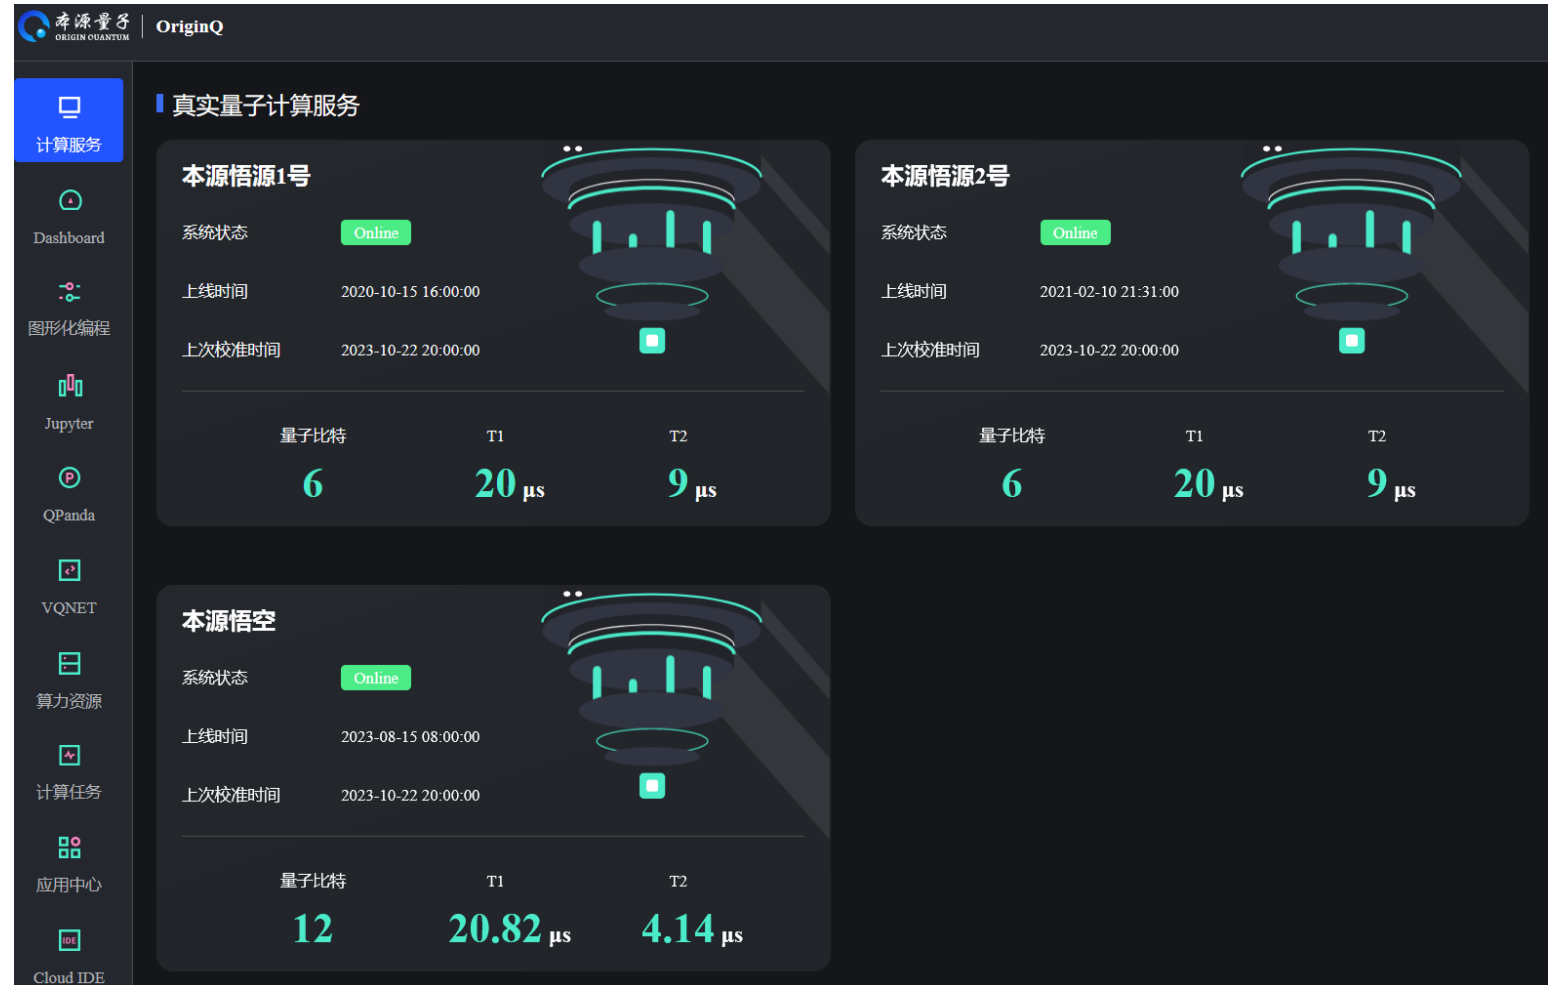 本源量子
ORIGIN QUANTUM
OriginQ
计算服务
Dashboard
图形化编程
Jupyter
QPanda
VQNET
算力资源
计算任务
应用中心
IDE
Cloud IDE
真实量子计算服务
本源悟源1号
系统状态 Online
上线时间 2020-10-15 16:00:00
上次校准时间 2023-10-22 20:00:00
量子比特 T1 T2
6 20 μs 9 μs
本源悟源2号
系统状态 Online
上线时间 2021-02-10 21:31:00
上次校准时间 2023-10-22 20:00:00
量子比特 T1 T2
6 20 μs 9 μs
本源悟空
系统状态 Online
上线时间 2023-08-15 08:00:00
上次校准时间 2023-10-22 20:00:00
量子比特 T1 T2
12 20.82 μs 4.14 μs